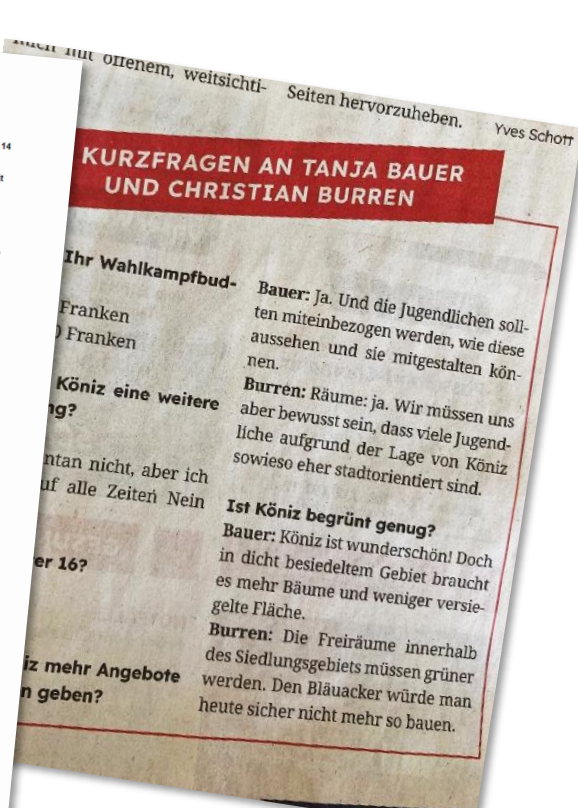 14
t
mit offenem, weitsichti-
Seiten hervorzuheben.
Yves Schott
KURZFRAGEN AN TANJA BAUER
UND CHRISTIAN BURREN
Ihr Wahlkampfbud-
Franken
Franken
Köniz eine weitere
ng?
ntan nicht, aber ich
uf alle Zeiten Nein
er 16?
iz mehr Angebote
n geben?
Bauer: Ja. Und die Jugendlichen soll-
ten miteinbezogen werden, wie diese
aussehen und sie mitgestalten kön-
nen.
Burren: Räume: ja. Wir müssen uns
aber bewusst sein, dass viele Jugend-
liche aufgrund der Lage von Köniz
sowieso eher stadtorientiert sind.
Ist Köniz begrünt genug?
Bauer: Köniz ist wunderschön! Doch
in dicht besiedeltem Gebiet braucht
es mehr Bäume und weniger versie-
gelte Fläche.
Burren: Die Freiräume innerhalb
des Siedlungsgebiets müssen grüner
werden. Den Bläuacker würde man
heute sicher nicht mehr so bauen.